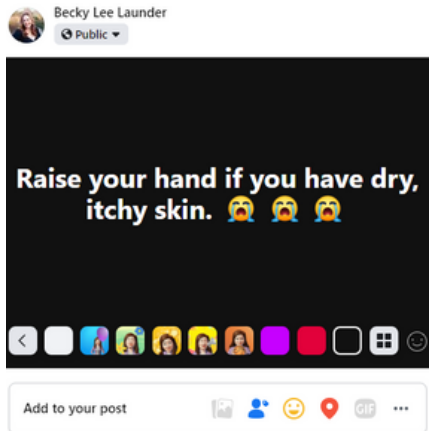 Becky Lee Launder
Public
Raise your hand if you have dry,
itchy skin. 😭 😭 😭
Add to your post
GIF